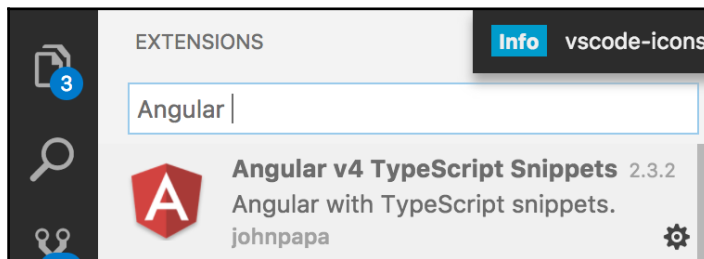 EXTENSIONS
Info vscode-icons
3
Angular
Angular v4 TypeScript Snippets 2.3.2
A
Angular with TypeScript snippets.
johnpapa